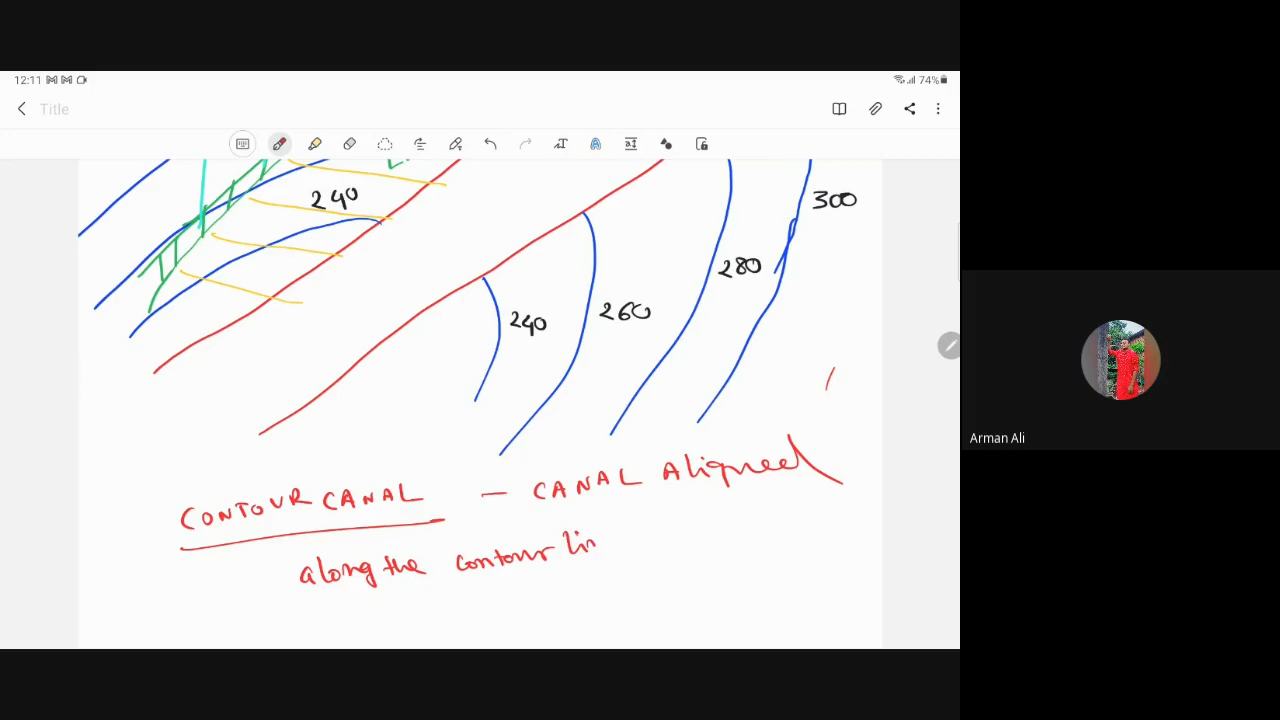 12:11
74%
Title
240
300
280
260
240
CONTOUR CANAL – CANAL Aligned
along the contour lin
Arman Ali